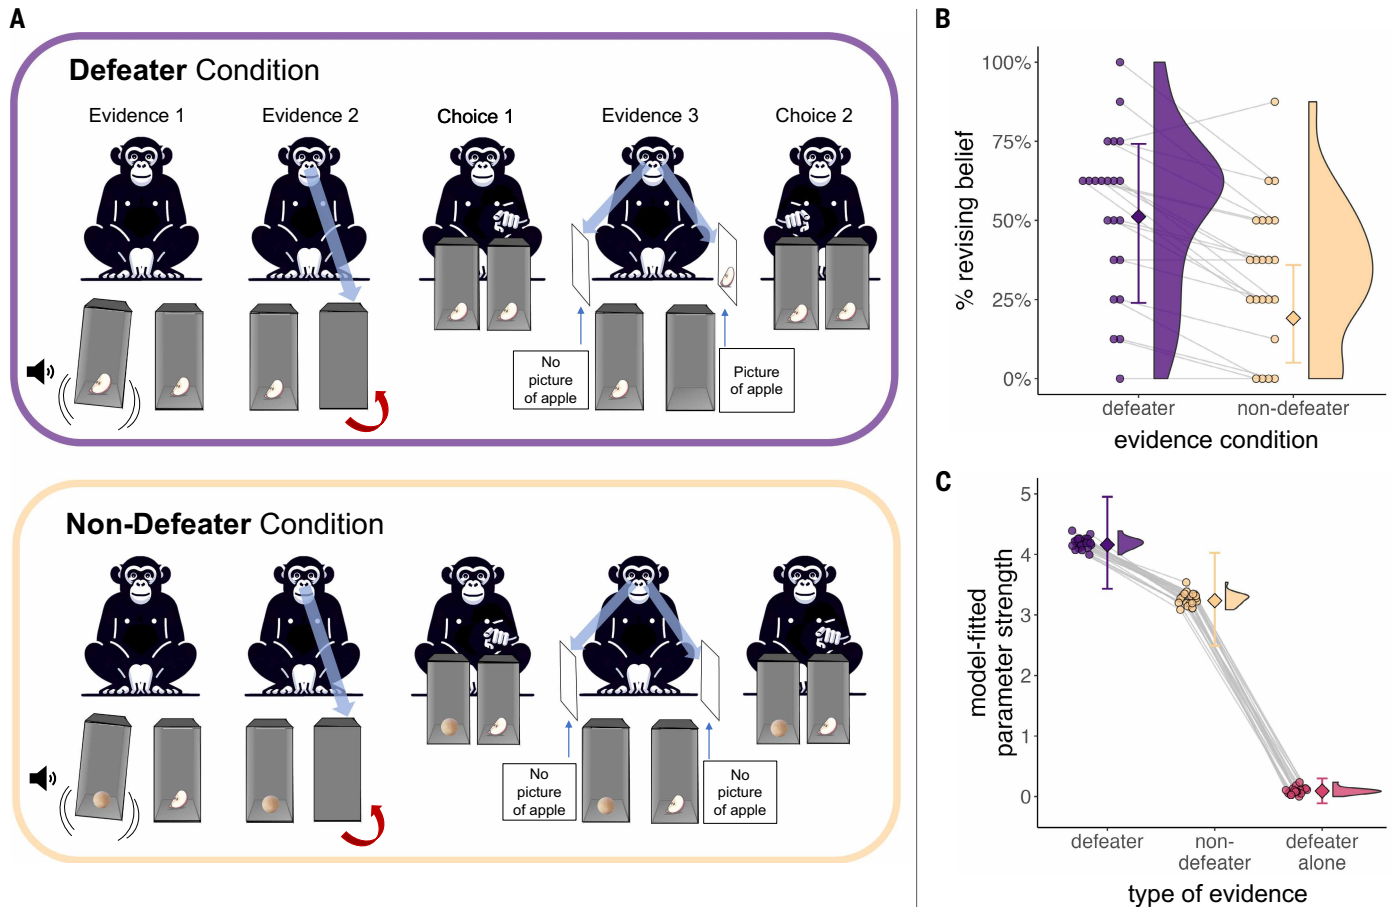 A
Defeater Condition
Evidence 1
Evidence 2
Choice 1
Evidence 3
Choice 2
No
picture
of apple
Picture
of apple
Non-Defeater Condition
No
picture
of apple
No
picture
of apple
B
% revising belief
100%
75%
50%
25%
0%
defeater
non-defeater
evidence condition
C
model-fitted
parameter strength
5
4
3
2
1
0
defeater
non-
defeater
defeater
alone
type of evidence